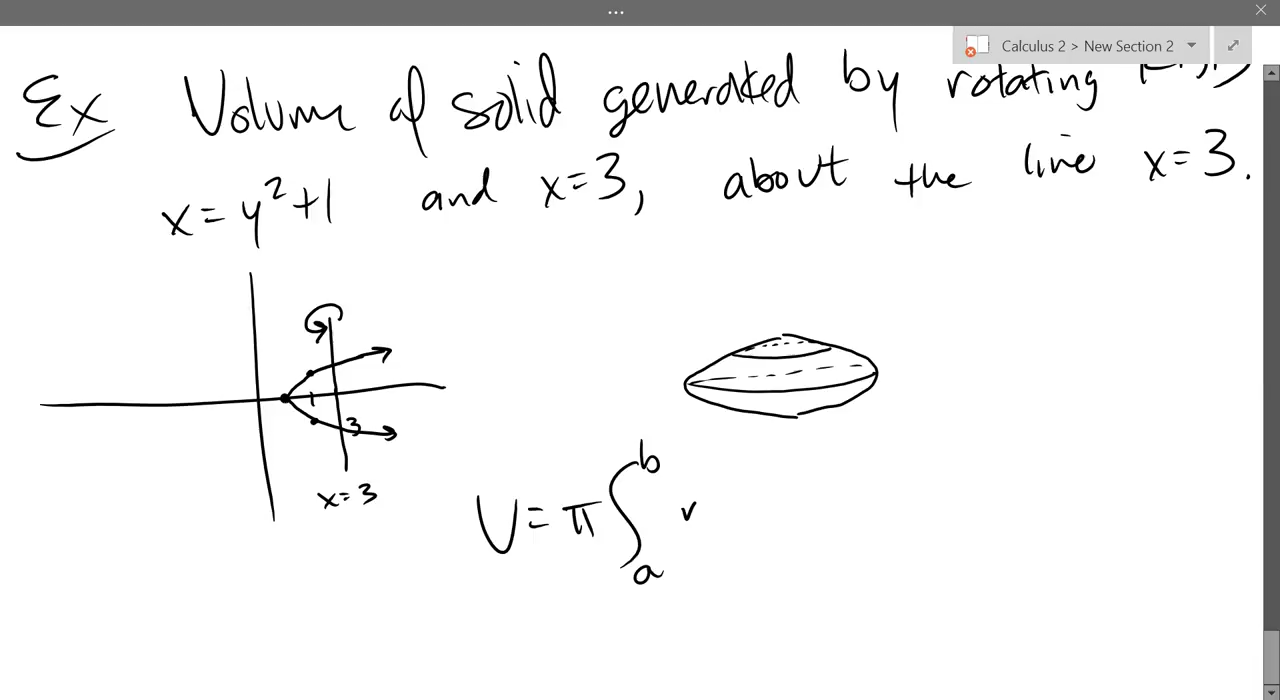 Calculus 2 > New Section 2
Ex Volume of solid generated by rotating
x = y² + 1 and x = 3, about the line x = 3.
1
3
x = 3
V = π ∫ₐᵇ r